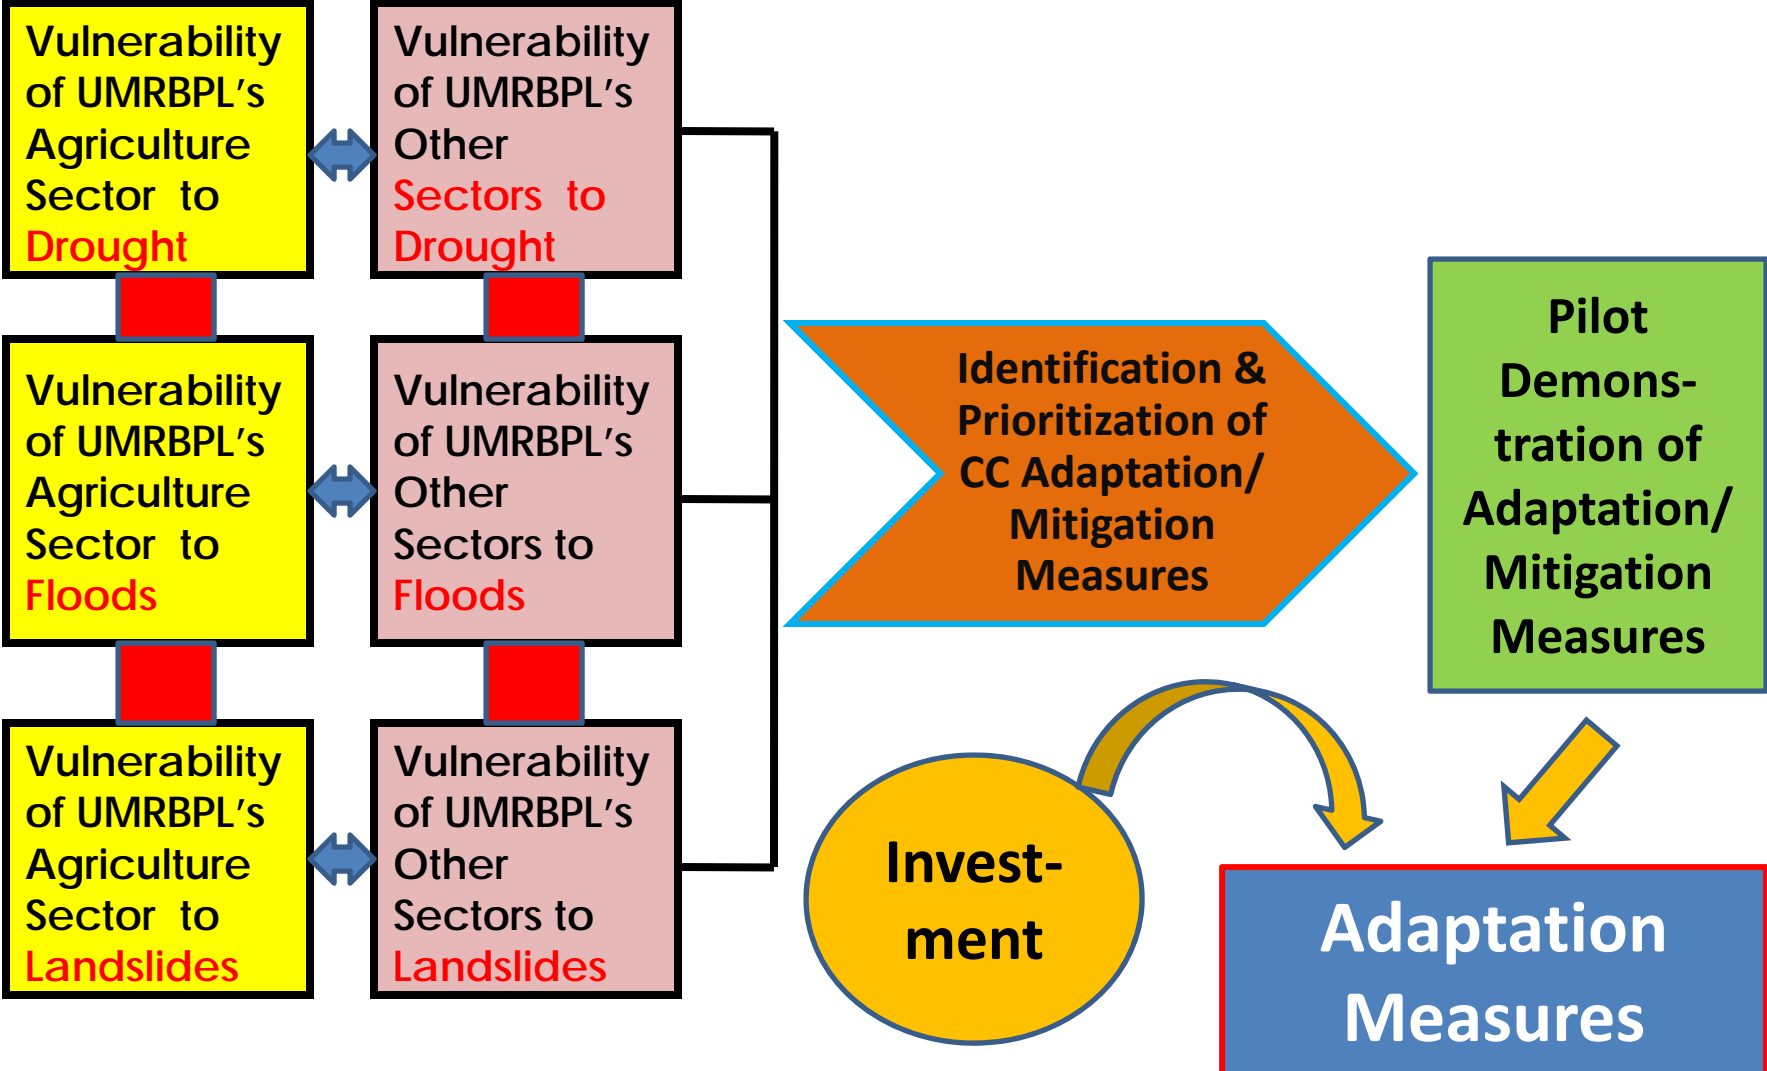 Vulnerability
of UMRBPL’s
Agriculture
Sector to
Drought
Vulnerability
of UMRBPL’s
Other
Sectors to
Drought
Vulnerability
of UMRBPL’s
Agriculture
Sector to
Floods
Vulnerability
of UMRBPL’s
Other
Sectors to
Floods
Vulnerability
of UMRBPL’s
Agriculture
Sector to
Landslides
Vulnerability
of UMRBPL’s
Other
Sectors to
Landslides
Identification &
Prioritization of
CC Adaptation/
Mitigation
Measures
Pilot
Demons-
tration of
Adaptation/
Mitigation
Measures
Invest-
ment
Adaptation
Measures